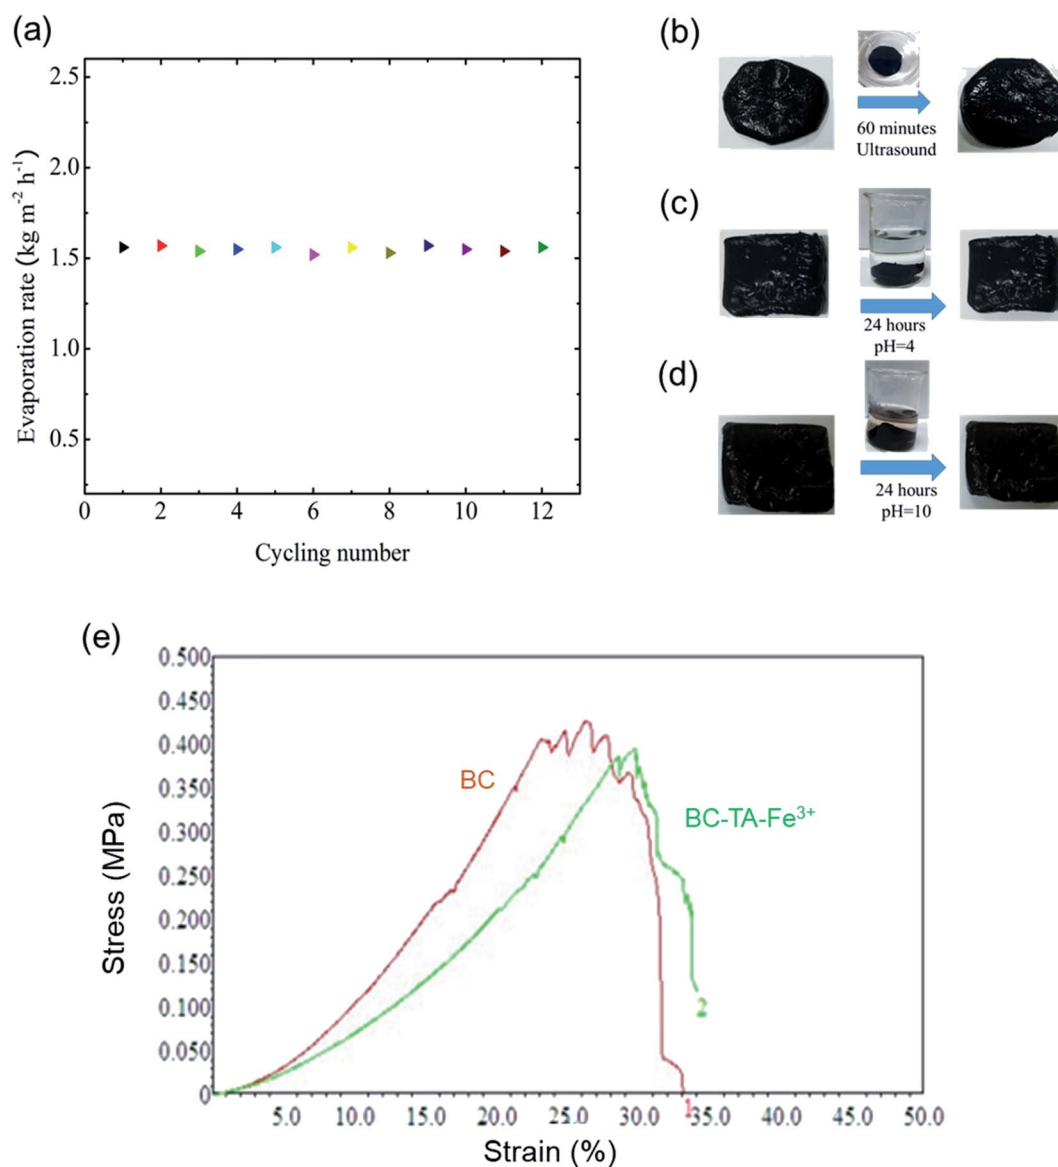 (a)
Evaporation rate (kg m⁻² h⁻¹)
2.5
2.0
1.5
1.0
0.5
0 2 4 6 8 10 12
Cycling number
(b)
60 minutes
Ultrasound
(c)
24 hours
pH=4
(d)
24 hours
pH=10
(e)
Stress (MPa)
0.500
0.450
0.400
0.350
0.300
0.250
0.200
0.150
0.100
0.050
0
BC
BC-TA-Fe³⁺
2
1
5.0 10.0 15.0 20.0 25.0 30.0 35.0 40.0 45.0 50.0
Strain (%)